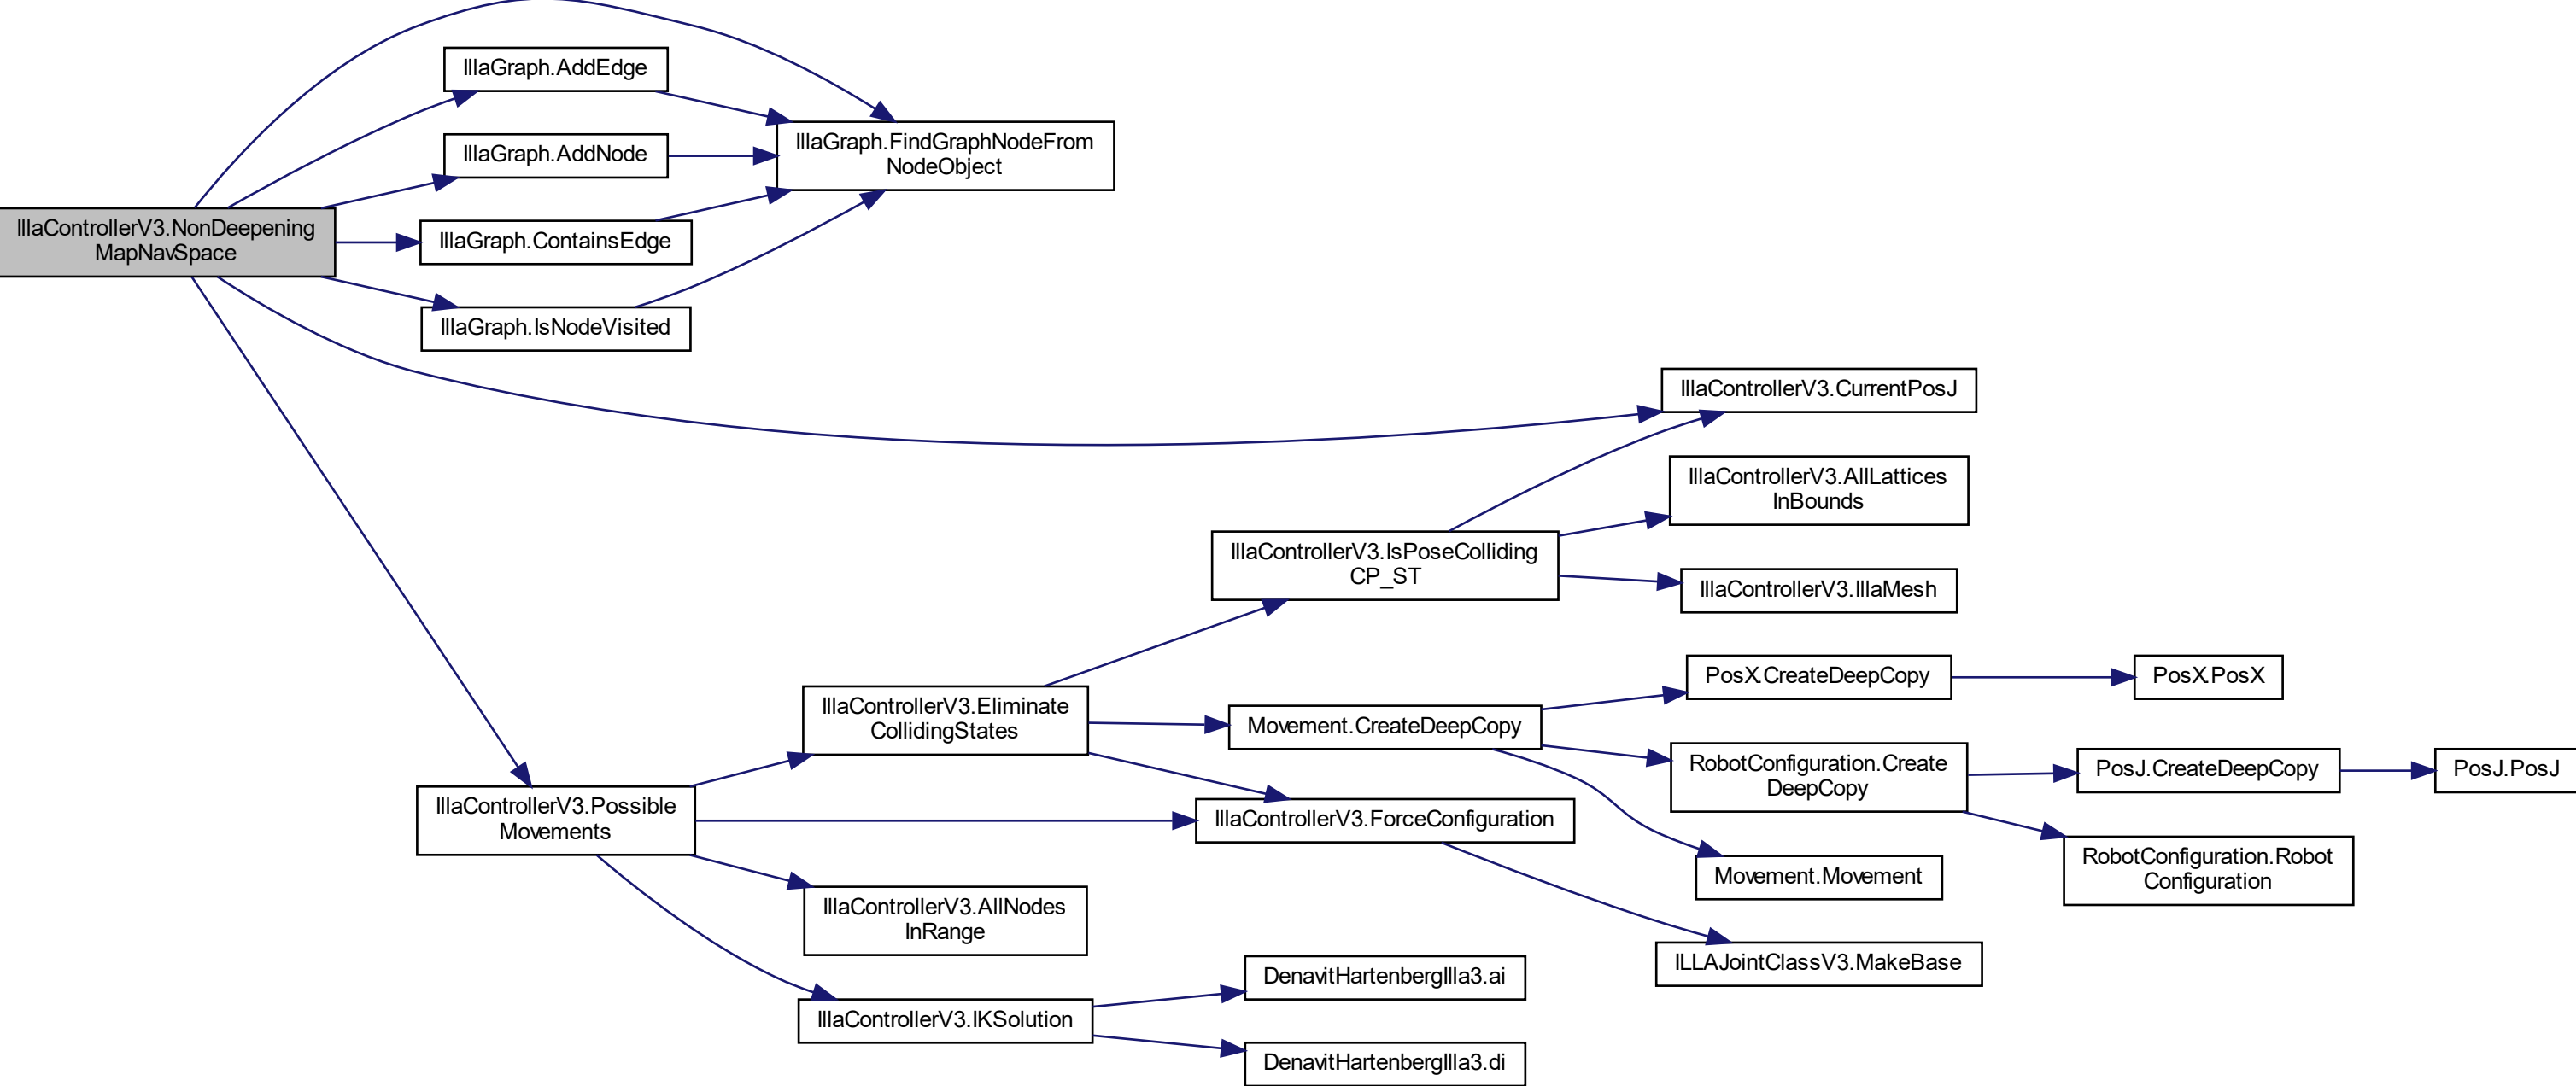 IllaGraph.AddEdge
IllaGraph.FindGraphNodeFrom
NodeObject
IllaGraph.AddNode
IllaControllerV3.NonDeepening
MapNavSpace
IllaGraph.ContainsEdge
IllaGraph.IsNodeVisited
IllaControllerV3.CurrentPosJ
IllaControllerV3.AllLattices
InBounds
IllaControllerV3.IsPoseColliding
CP_ST
IllaControllerV3.IllaMesh
PosX.CreateDeepCopy
PosX.PosX
IllaControllerV3.Eliminate
CollidingStates
Movement.CreateDeepCopy
RobotConfiguration.Create
DeepCopy
PosJ.CreateDeepCopy
PosJ.PosJ
IllaControllerV3.Possible
Movements
IllaControllerV3.ForceConfiguration
RobotConfiguration.Robot
Configuration
Movement.Movement
IllaControllerV3.AllNodes
InRange
ILLAJointClassV3.MakeBase
DenavitHartenbergIlla3.ai
IllaControllerV3.IKSolution
DenavitHartenbergIlla3.di